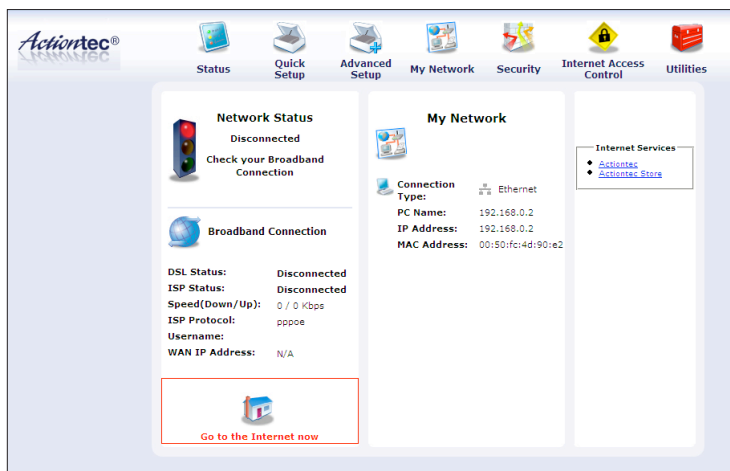 Actiontec®
Status
Quick Setup
Advanced Setup
My Network
Security
Internet Access Control
Utilities
Network Status
Disconnected
Check your Broadband
Connection
Broadband Connection
DSL Status: Disconnected
ISP Status: Disconnected
Speed(Down/Up): 0 / 0 Kbps
ISP Protocol: pppoe
Username:
WAN IP Address: N/A
Go to the Internet now
My Network
Connection Type: Ethernet
PC Name: 192.168.0.2
IP Address: 192.168.0.2
MAC Address: 00:50:fc:4d:90:e2
Internet Services
Actiontec
Actiontec Store